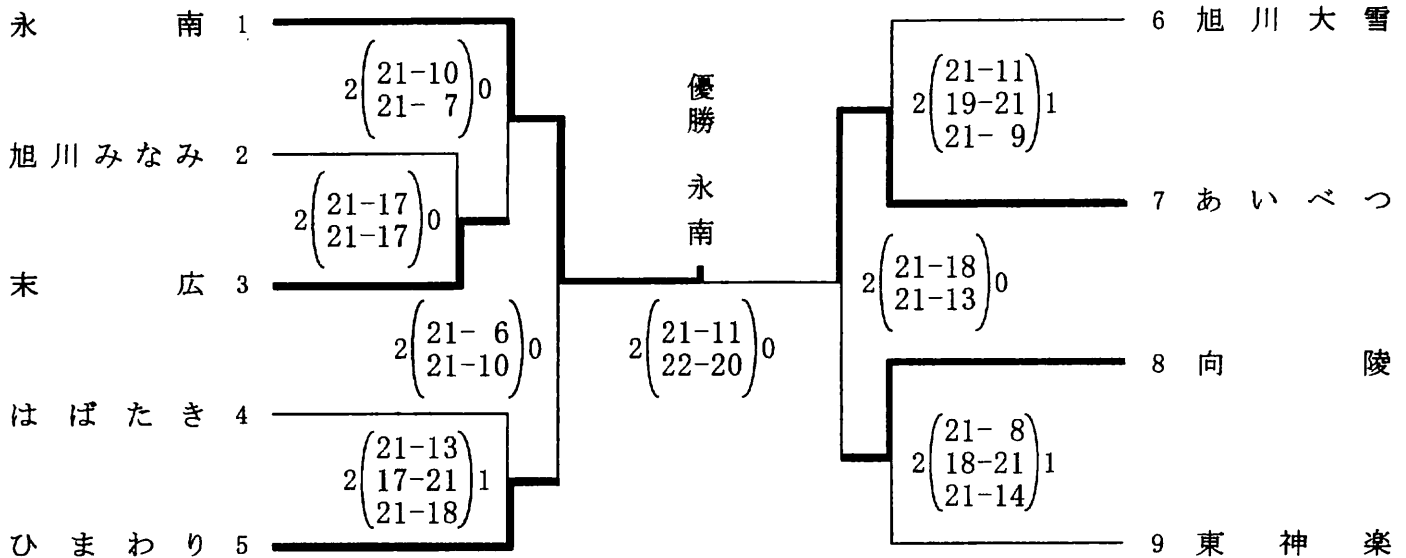 永南 1
2(21-10 21- 7)0
旭川みなみ 2
2(21-17 21-17)0
末広 3
2(21- 6 21-10)0
はばたき 4
2(21-13 17-21 21-18)1
ひまわり 5
優勝 永南
2(21-11 22-20)0
6 旭川大雪
2(21-11 19-21 21- 9)1
7 あいべつ
2(21-18 21-13)0
8 向陵
2(21- 8 18-21 21-14)1
9 東神楽